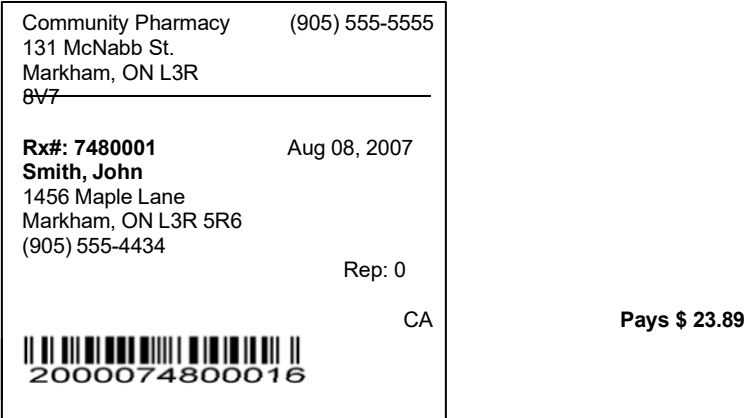 Community Pharmacy (905) 555-5555
131 McNabb St.
Markham, ON L3R
8V7
Rx#: 7480001 Aug 08, 2007
Smith, John
1456 Maple Lane
Markham, ON L3R 5R6
(905) 555-4434
Rep: 0
CA Pays $ 23.89
2000074800016